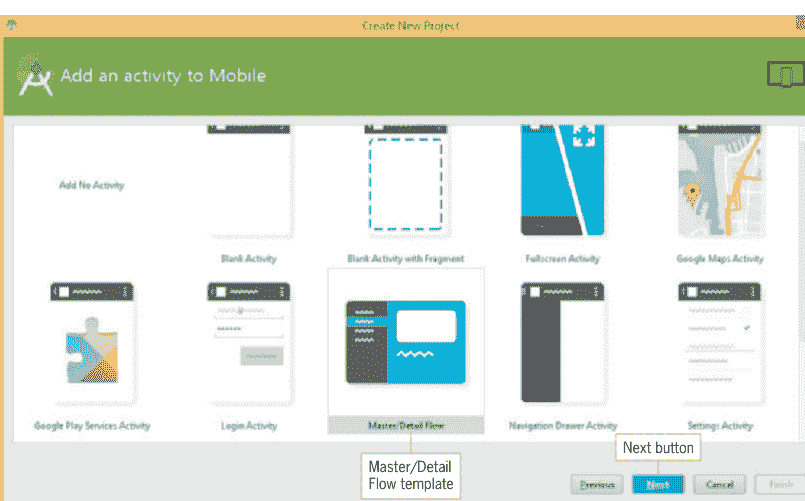 Create New Project
Add an activity to Mobile
Add No Activity
Blank Activity
Blank Activity with Fragment
Fullscreen Activity
Google Maps Activity
Google Play Services Activity
Login Activity
Master/Detail Flow
Navigation Drawer Activity
Settings Activity
Next button
Master/Detail
Flow template
Previous
Next
Cancel
Finish